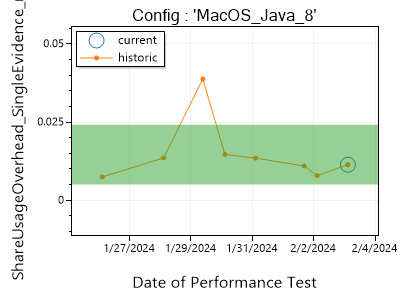 Config : 'MacOS_Java_8'
current
historic
ShareUsageOverhead_SingleEvidence_
0.05
0.025
0
1/27/2024
1/29/2024
1/31/2024
2/2/2024
2/4/2024
Date of Performance Test